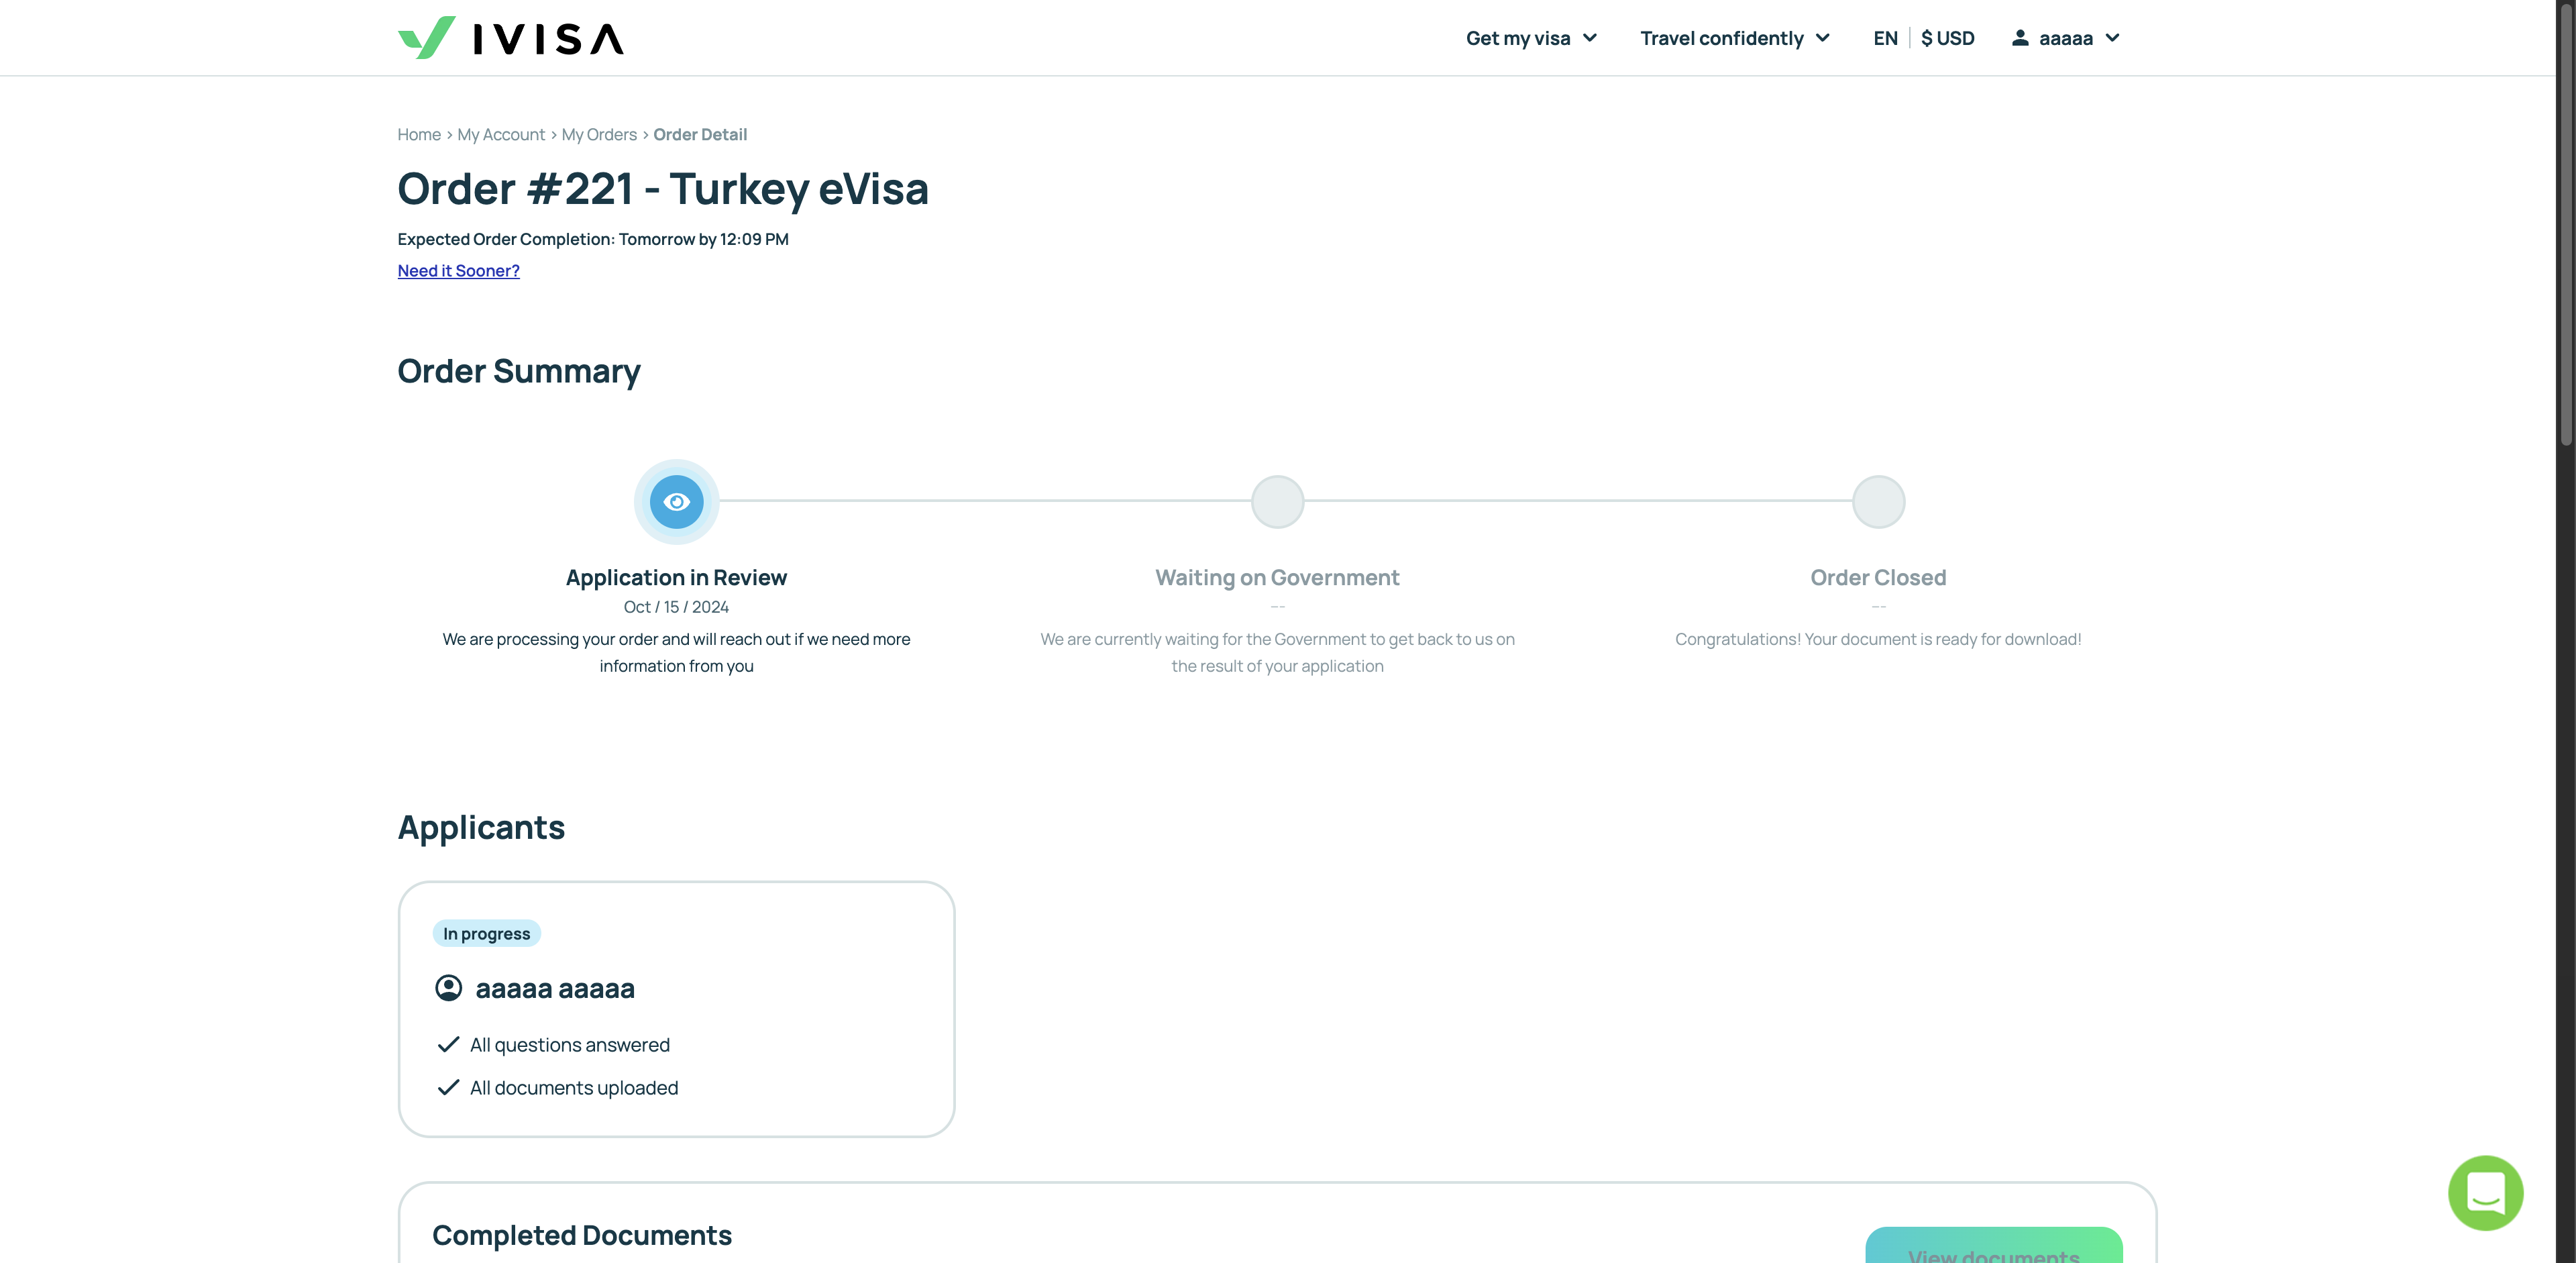 IVISA
Get my visa
Travel confidently
EN
$ USD
aaaaa
Home > My Account > My Orders > Order Detail
Order #221 - Turkey eVisa
Expected Order Completion: Tomorrow by 12:09 PM
Need it Sooner?
Order Summary
Application in Review
Oct / 15 / 2024
We are processing your order and will reach out if we need more
information from you
Waiting on Government
--
We are currently waiting for the Government to get back to us on
the result of your application
Order Closed
--
Congratulations! Your document is ready for download!
Applicants
In progress
aaaaa aaaaa
All questions answered
All documents uploaded
Completed Documents
View documents